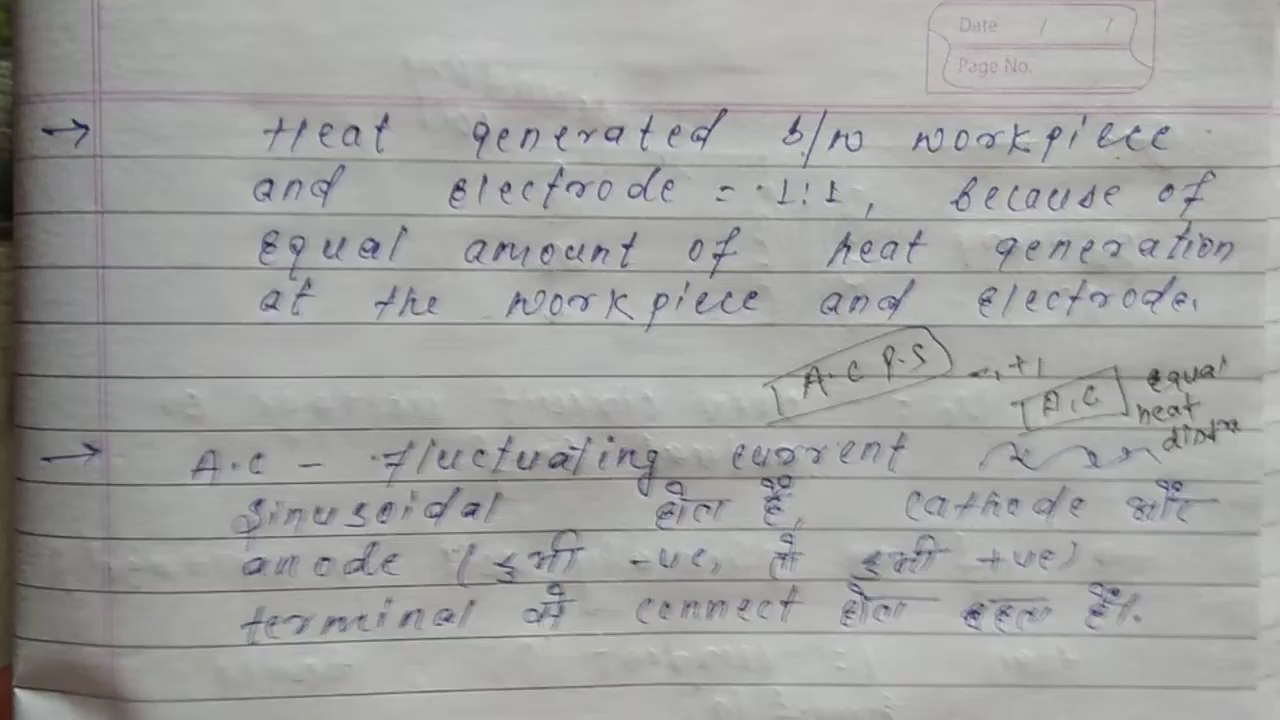 Date / /
Page No.
→ Heat generated b/w workpiece
and electrode = 1:1, because of
equal amount of heat generation
at the workpiece and electrode.
A.C P.S -, +,
A.C equal
heat
→ A.C - fluctuating current
sinusoidal होता है, cathode और
anode (कभी -ve, तो कभी +ve)
terminal से connect होता रहता है।